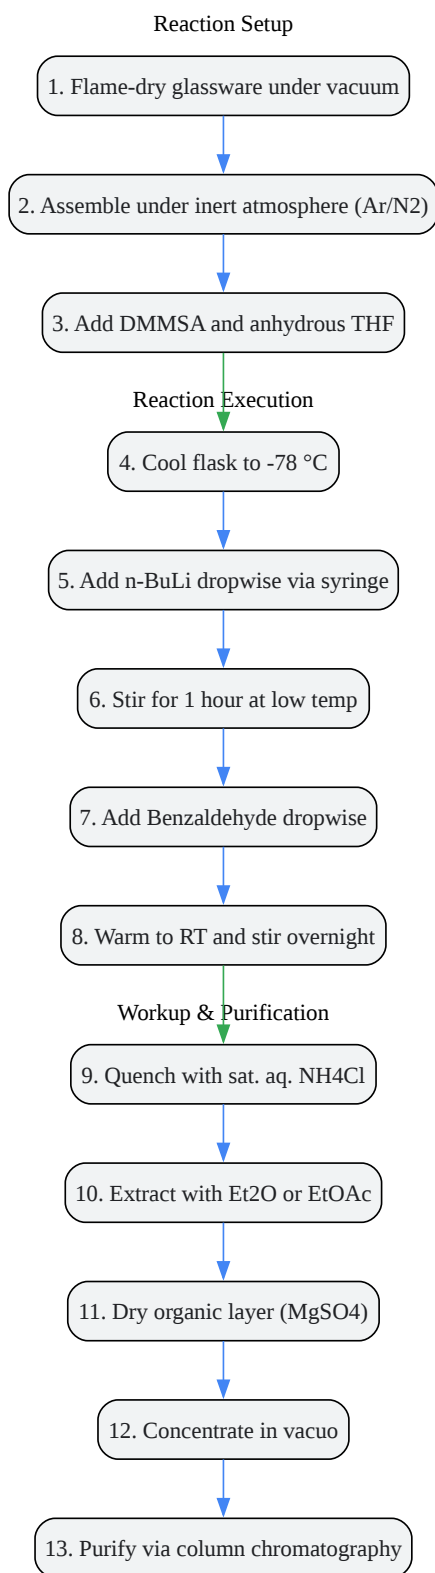 Reaction Setup
1. Flame-dry glassware under vacuum
2. Assemble under inert atmosphere (Ar/N2)
3. Add DMMSA and anhydrous THF
Reaction Execution
4. Cool flask to -78 °C
5. Add n-BuLi dropwise via syringe
6. Stir for 1 hour at low temp
7. Add Benzaldehyde dropwise
8. Warm to RT and stir overnight
Workup & Purification
9. Quench with sat. aq. NH4Cl
10. Extract with Et2O or EtOAc
11. Dry organic layer (MgSO4)
12. Concentrate in vacuo
13. Purify via column chromatography